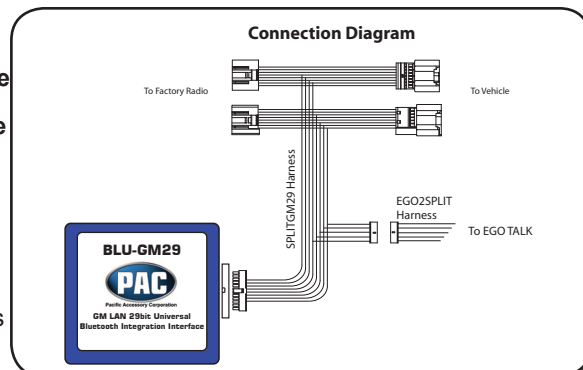 Connection Diagram
To Factory Radio
To Vehicle
SPLITGM29 Harness
EGO2SPLIT
Harness
To EGO TALK
BLU-GM29
PAC
Pacific Accessory Corporation
GM LAN 29bit Universal
Bluetooth Integration Interface